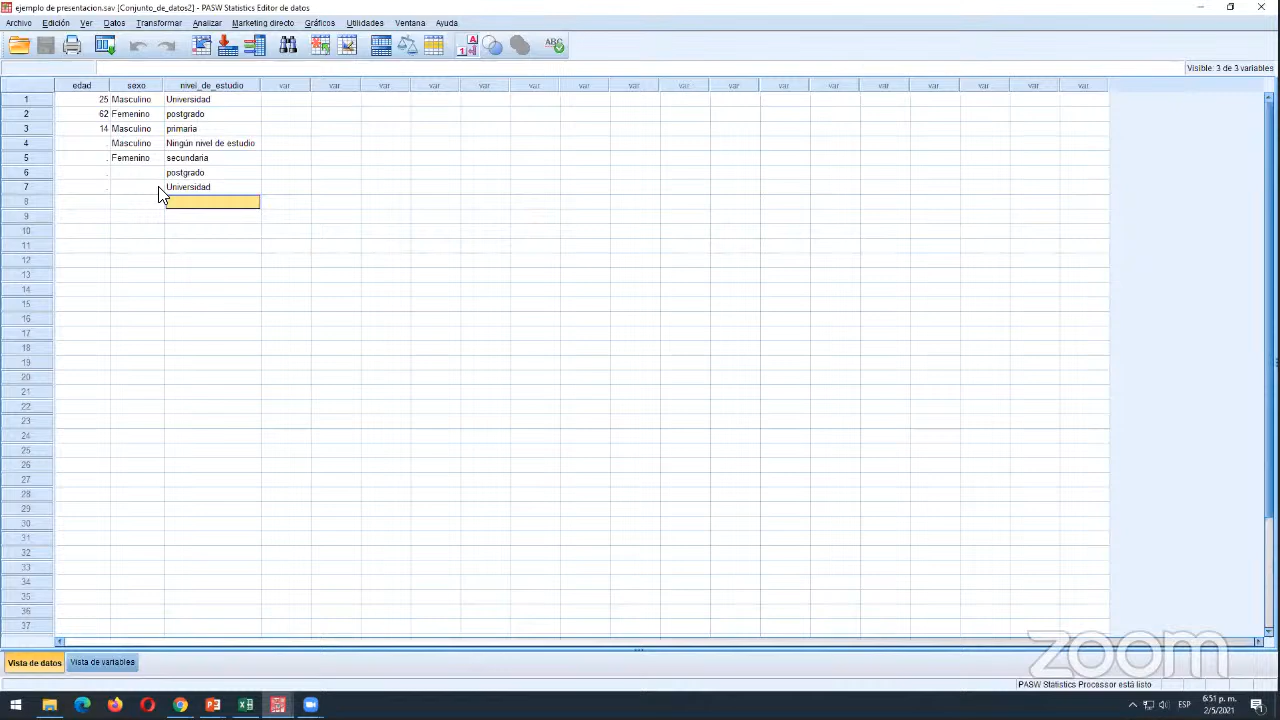 ejemplo de presentacion.sav [Conjunto_de_datos2] - PASW Statistics Editor de datos
Archivo Edición Ver Datos Transformar Analizar Marketing directo Gráficos Utilidades Ventana Ayuda
Visible: 3 de 3 variables
edad sexo nivel_de_estudio var var var var var var var var var var var var var var var var var
1 25 Masculino Universidad
2 62 Femenino postgrado
3 14 Masculino primaria
4 . Masculino Ningún nivel de estudio
5 . Femenino secundaria
6 . postgrado
7 . Universidad
8
9
10
11
12
13
14
15
16
17
18
19
20
21
22
23
24
25
26
27
28
29
30
31
32
33
34
35
36
37
zoom
Vista de datos Vista de variables
PASW Statistics Processor está listo
ESP 6:51 p. m.
2/5/2021